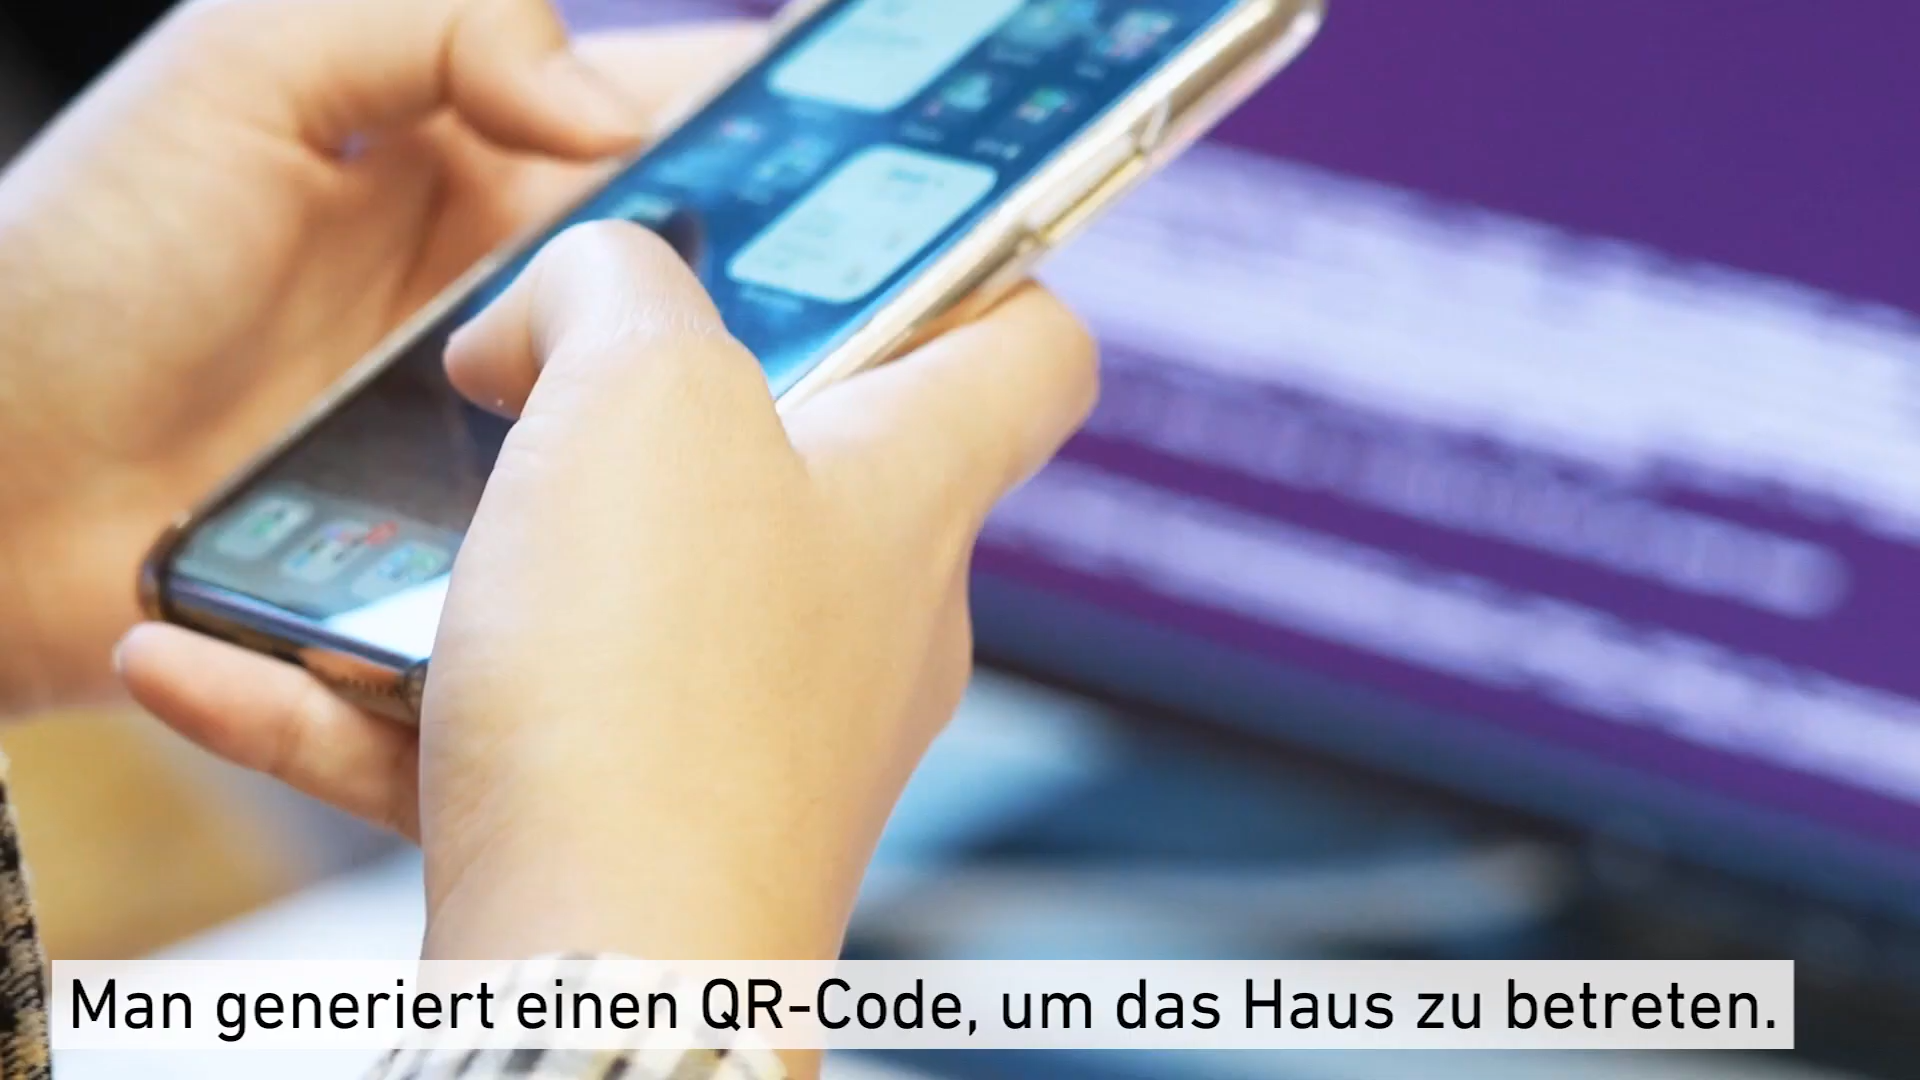 Man generiert einen QR-Code, um das Haus zu betreten.